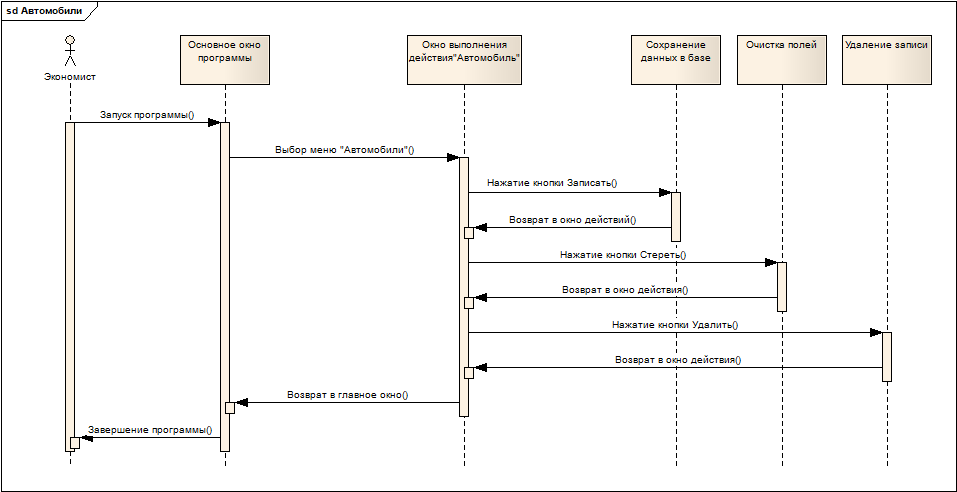 sd Автомобили
Экономист
Основное окно
программы
Окно выполнения
действия"Автомобиль"
Сохранение
данных в базе
Очистка полей
Удаление записи
Запуск программы()
Выбор меню "Автомобили"()
Нажатие кнопки Записать()
Возврат в окно действий()
Нажатие кнопки Стереть()
Возврат в окно действия()
Нажатие кнопки Удалить()
Возврат в окно действия()
Возврат в главное окно()
Завершение программы()